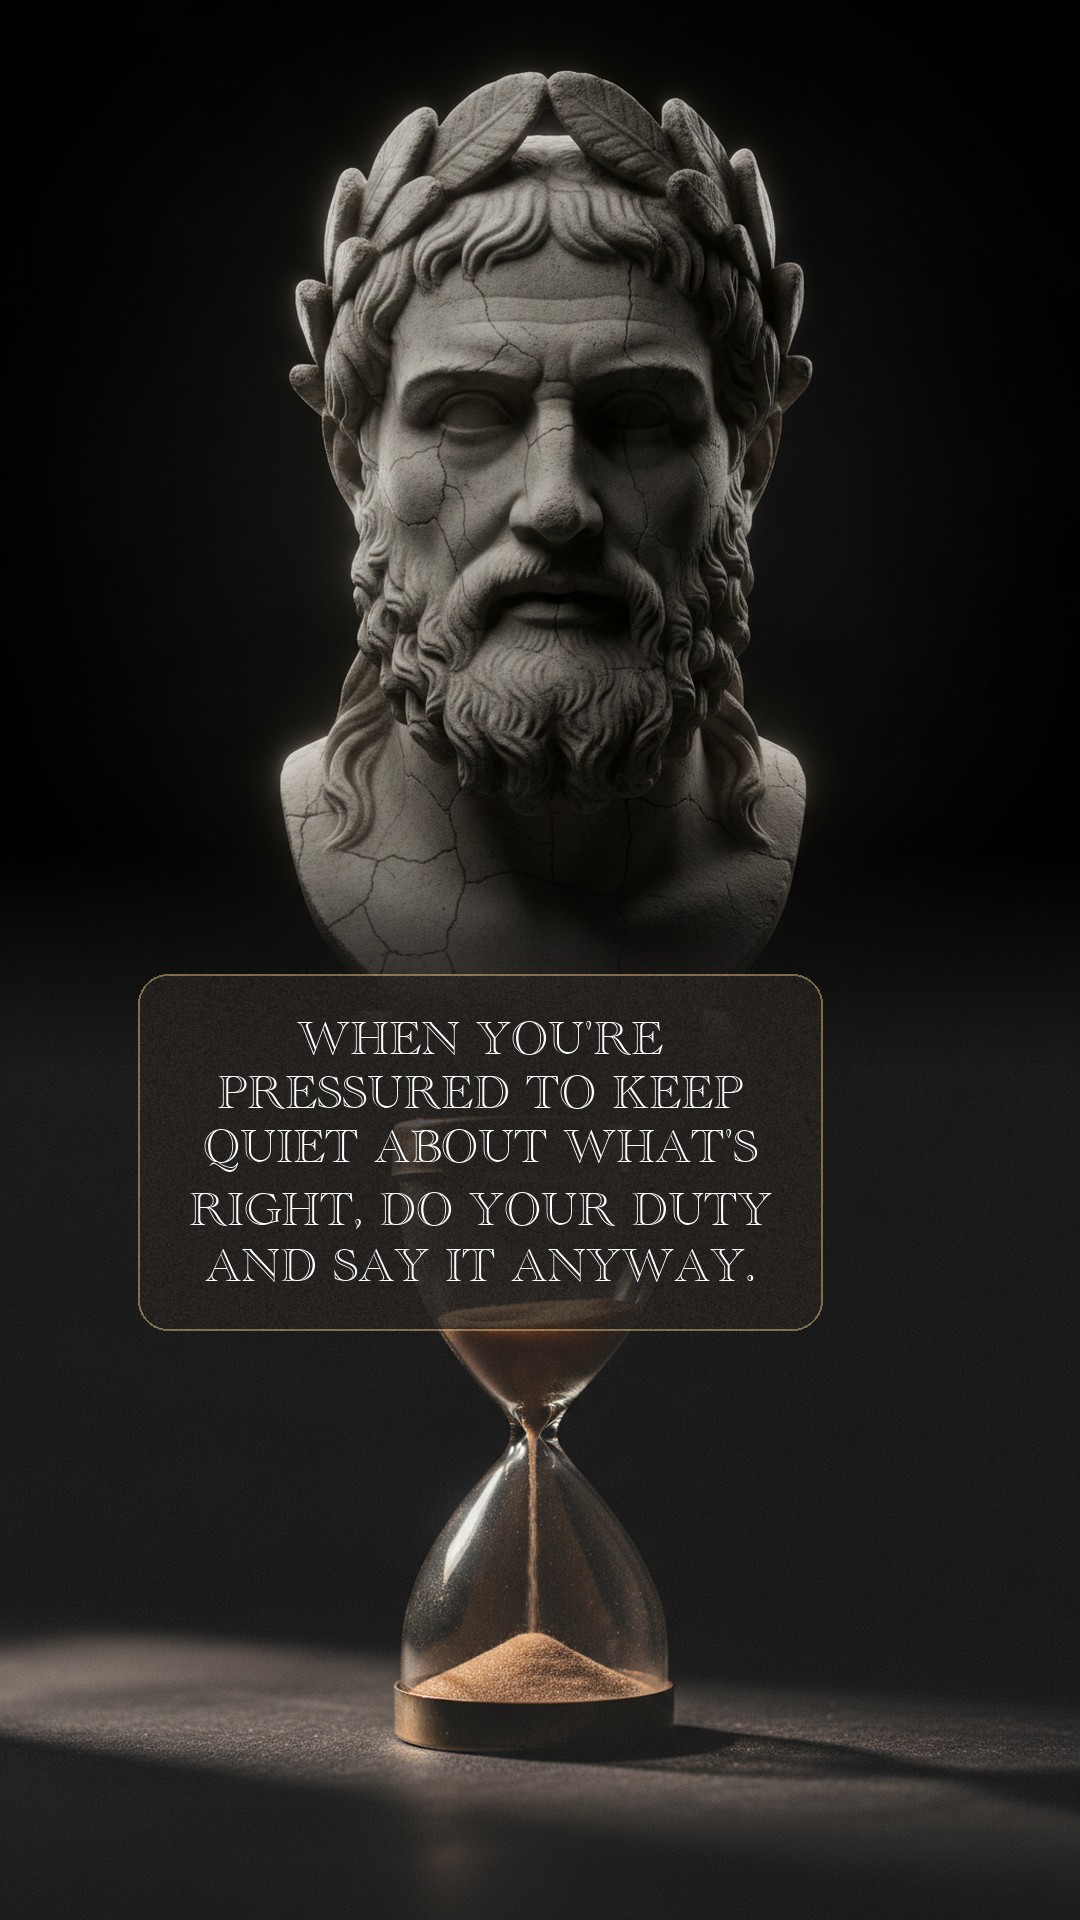 WHEN YOU'RE
PRESSURED TO KEEP
QUIET ABOUT WHAT'S
RIGHT, DO YOUR DUTY
AND SAY IT ANYWAY.